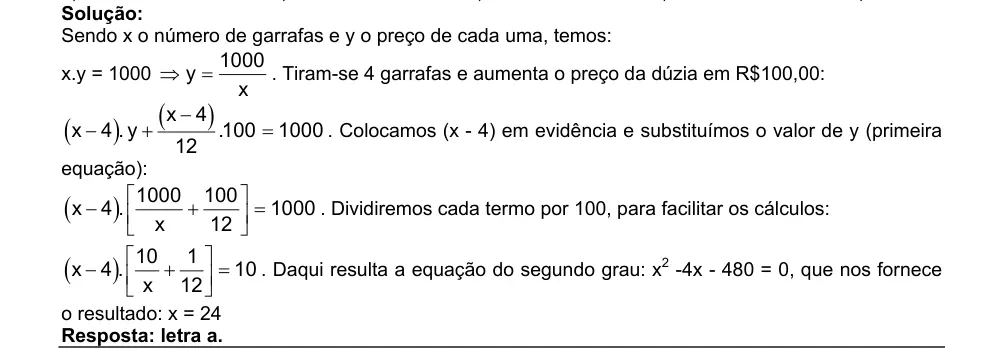 Solução:
Sendo x o número de garrafas e y o preço de cada uma, temos:
x.y = 1000 ⇒ y = 1000/x . Tiram-se 4 garrafas e aumenta o preço da dúzia em R$100,00:
(x − 4).y + (x − 4)/12 .100 = 1000 . Colocamos (x - 4) em evidência e substituímos o valor de y (primeira
equação):
(x − 4).[1000/x + 100/12] = 1000 . Dividiremos cada termo por 100, para facilitar os cálculos:
(x − 4).[10/x + 1/12] = 10 . Daqui resulta a equação do segundo grau: x² -4x - 480 = 0, que nos fornece
o resultado: x = 24
Resposta: letra a.